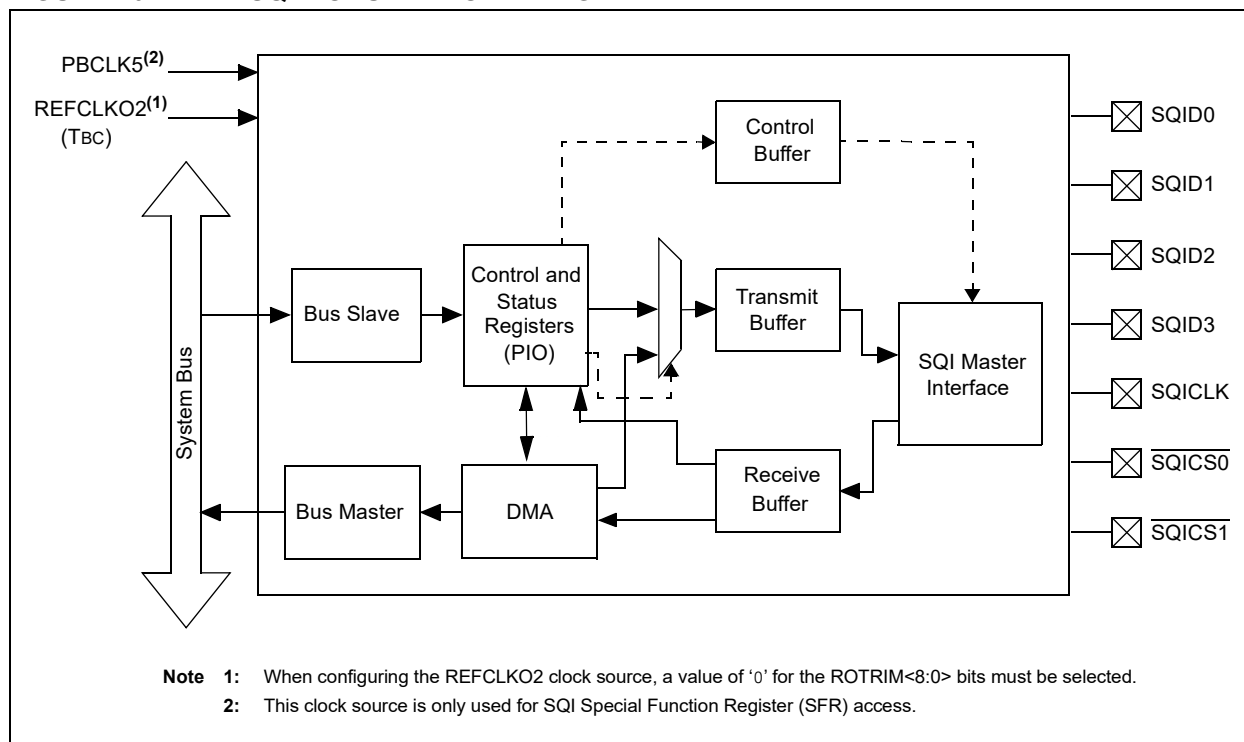 PBCLK5(2)
REFCLKO2(1)
(TBC)
System Bus
Bus Slave
Control and
Status
Registers
(PIO)
Control
Buffer
Transmit
Buffer
SQI Master
Interface
Receive
Buffer
Bus Master
DMA
SQID0
SQID1
SQID2
SQID3
SQICLK
SQICS0
SQICS1
Note 1: When configuring the REFCLKO2 clock source, a value of ‘0’ for the ROTRIM<8:0> bits must be selected.
2: This clock source is only used for SQI Special Function Register (SFR) access.